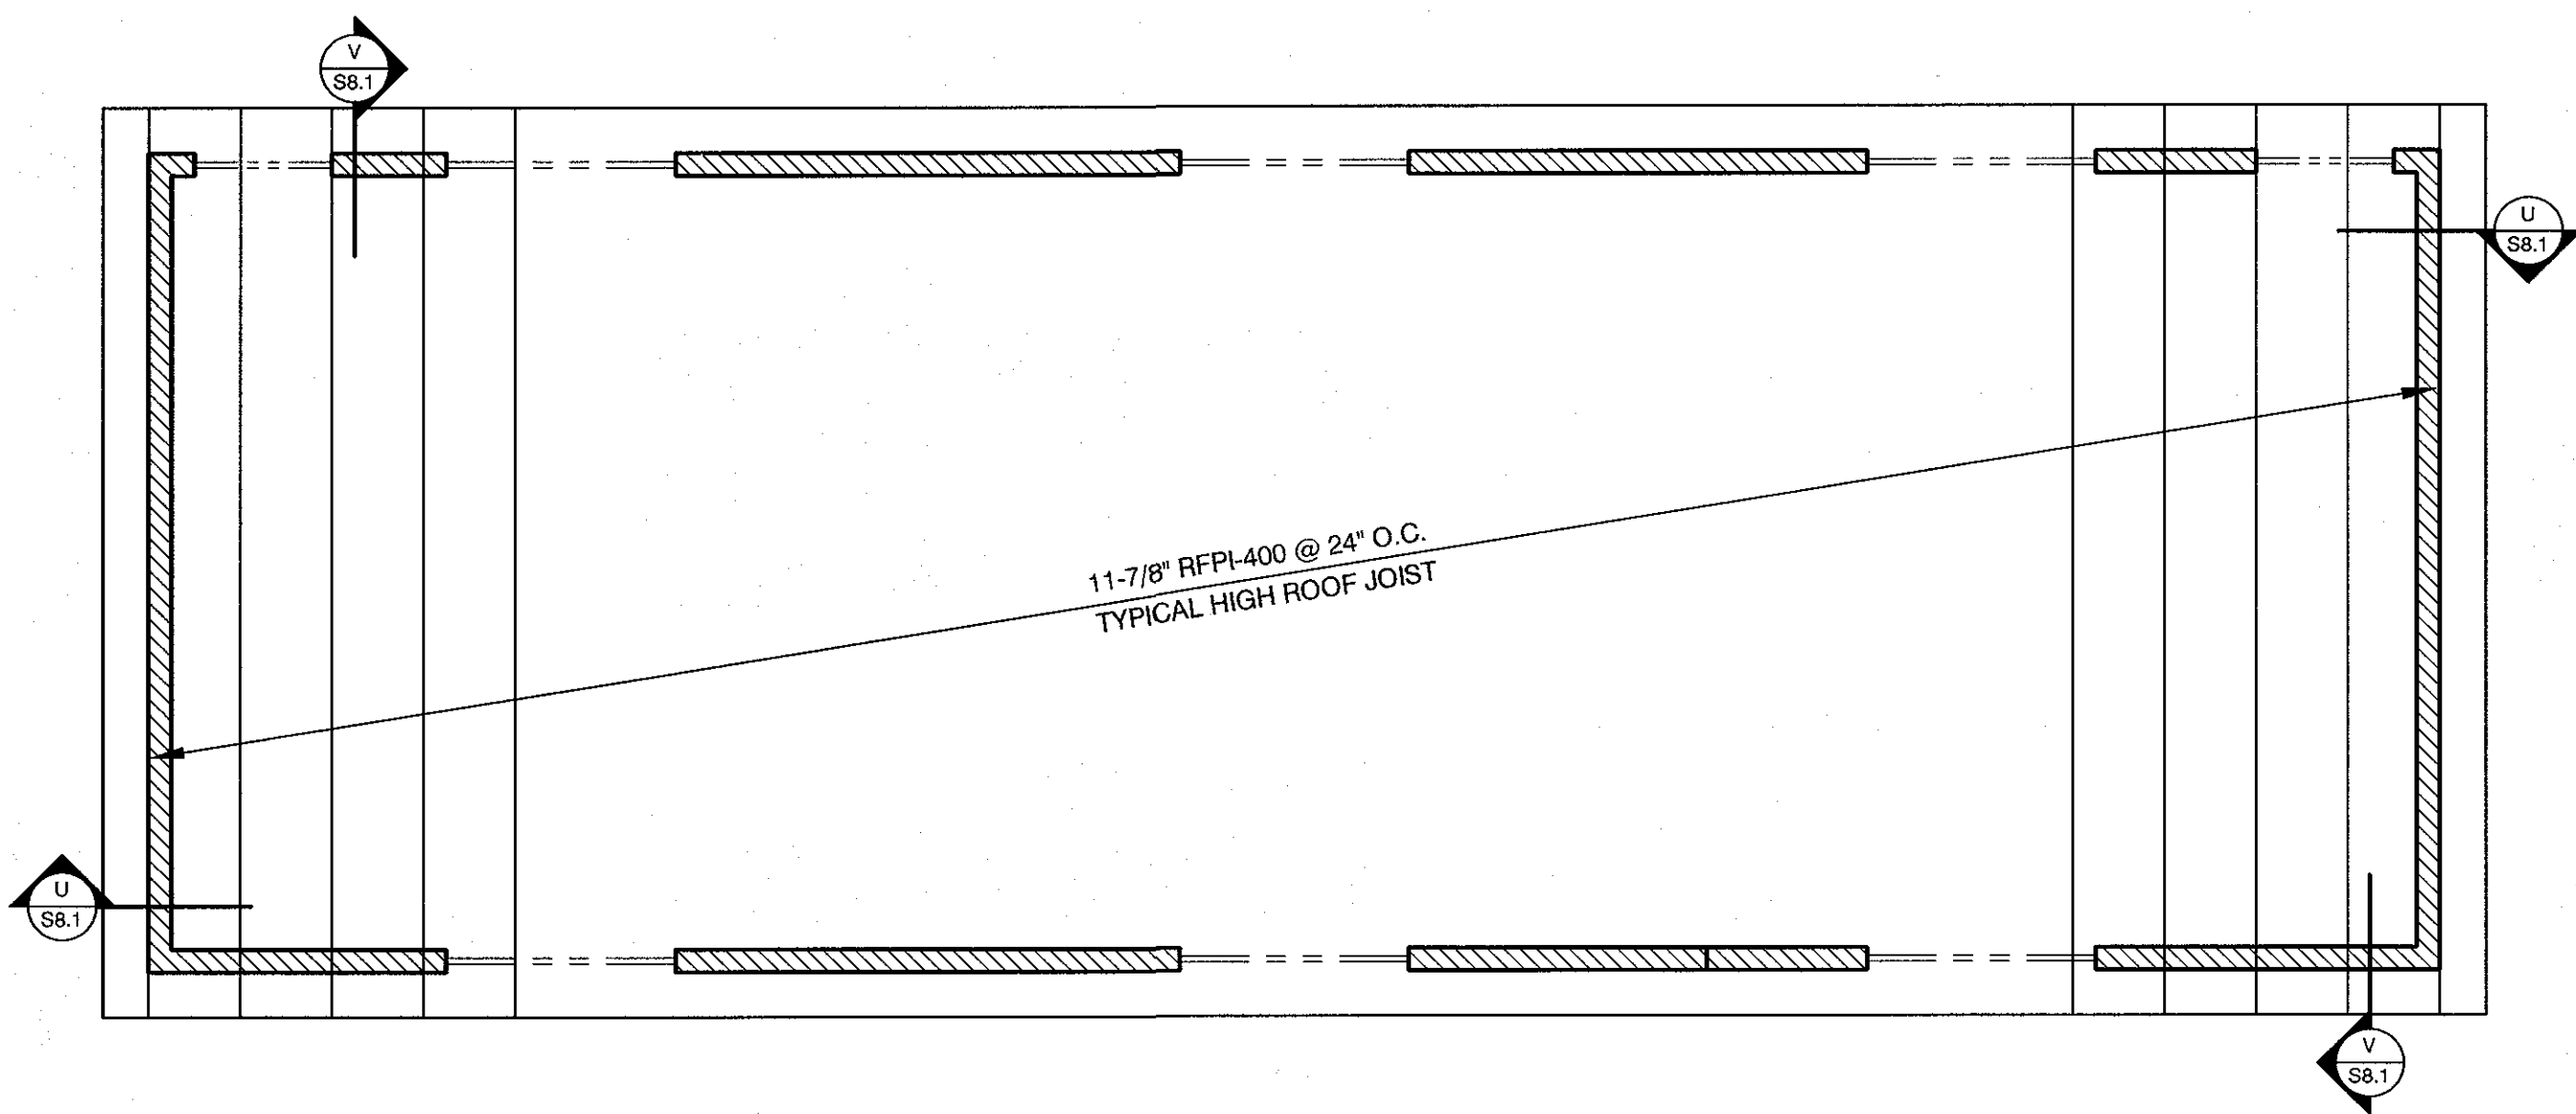 V
S8.1
U
S8.1
11-7/8" RFPI-400 @ 24" O.C.
TYPICAL HIGH ROOF JOIST
U
S8.1
V
S8.1